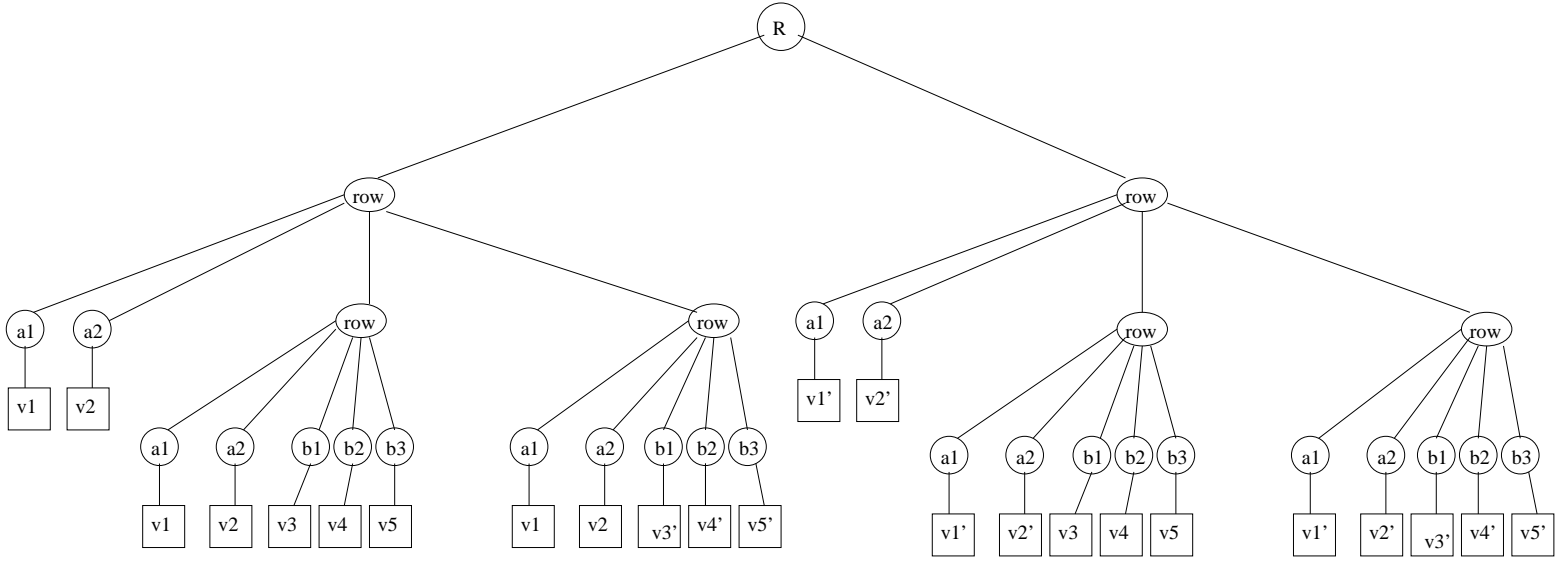 R
row row
a1 a2 row row a1 a2 row row
v1 v2 v1’ v2’
a1 a2 b1 b2 b3 a1 a2 b1 b2 b3 a1 a2 b1 b2 b3 a1 a2 b1 b2 b3
v1 v2 v3 v4 v5 v1 v2 v3’ v4’ v5’ v1’ v2’ v3 v4 v5 v1’ v2’ v3’ v4’ v5’